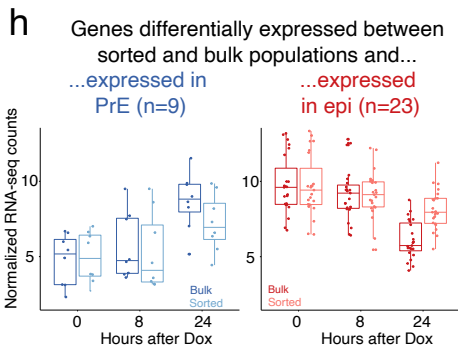 h
Genes differentially expressed between
sorted and bulk populations and...
...expressed in
PrE (n=9)
...expressed
in epi (n=23)
Normalized RNA-seq counts
10
5
Bulk
Sorted
0
8
24
Hours after Dox
10
5
Bulk
Sorted
0
8
24
Hours after Dox